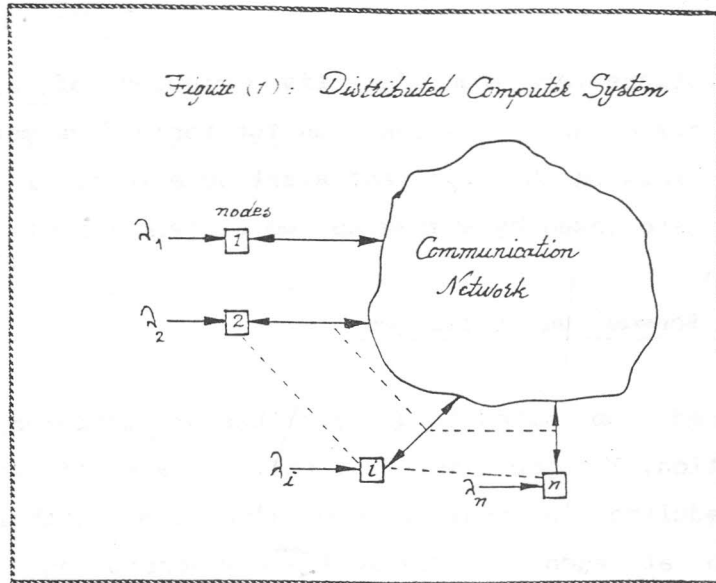 Figure (1): Distributed Computer System
nodes
λ1
1
Communication
Network
λ2
2
λi
i
λn
n